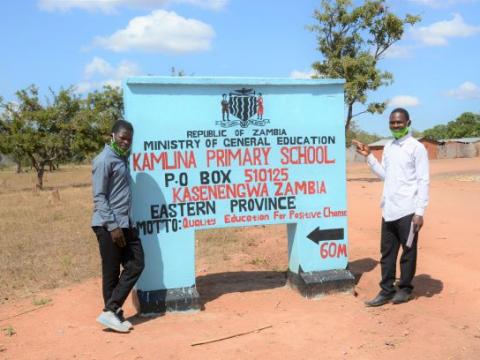 REPUBLIC OF ZAMBIA
MINISTRY OF GENERAL EDUCATION
KAMLINA PRIMARY SCHOOL,
P.O BOX 510125
KASENENGWA ZAMBIA
EASTERN PROVINCE
MOTTO: Quality Education For Positive Change
60M